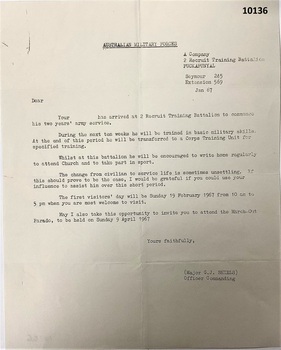 10136
AUSTRALIAN MILITARY FORCES
A Company
2 Recruit Training Battalion
PUCKAPUNYAL
Seymour 245
Extension 569
Jan 67
Dear
Your has arrived at 2 Recruit Training Battalion to commence
his two years' army service.
During the next ten weeks he will be trained in basic military skills.
At the end of this period he will be transferred to a Corps Training Unit for
specified training.
Whilst at this battalion he will be encouraged to write home regularly
to attend Church and to take part in sport.
The change from civilian to service life is sometimes unsettling. If
this should prove to be the case, I would be grateful if you could use your
influence to assist him over this short period.
The first visitors' day will be Sunday 19 February 1967 from 10 am to
5 pm when you are most welcome to visit.
May I also take this opportunity to invite you to attend the March Out
Parade, to be held on Sunday 9 April 1967
Yours faithfully,
(Major G.J.
Officer Commanding